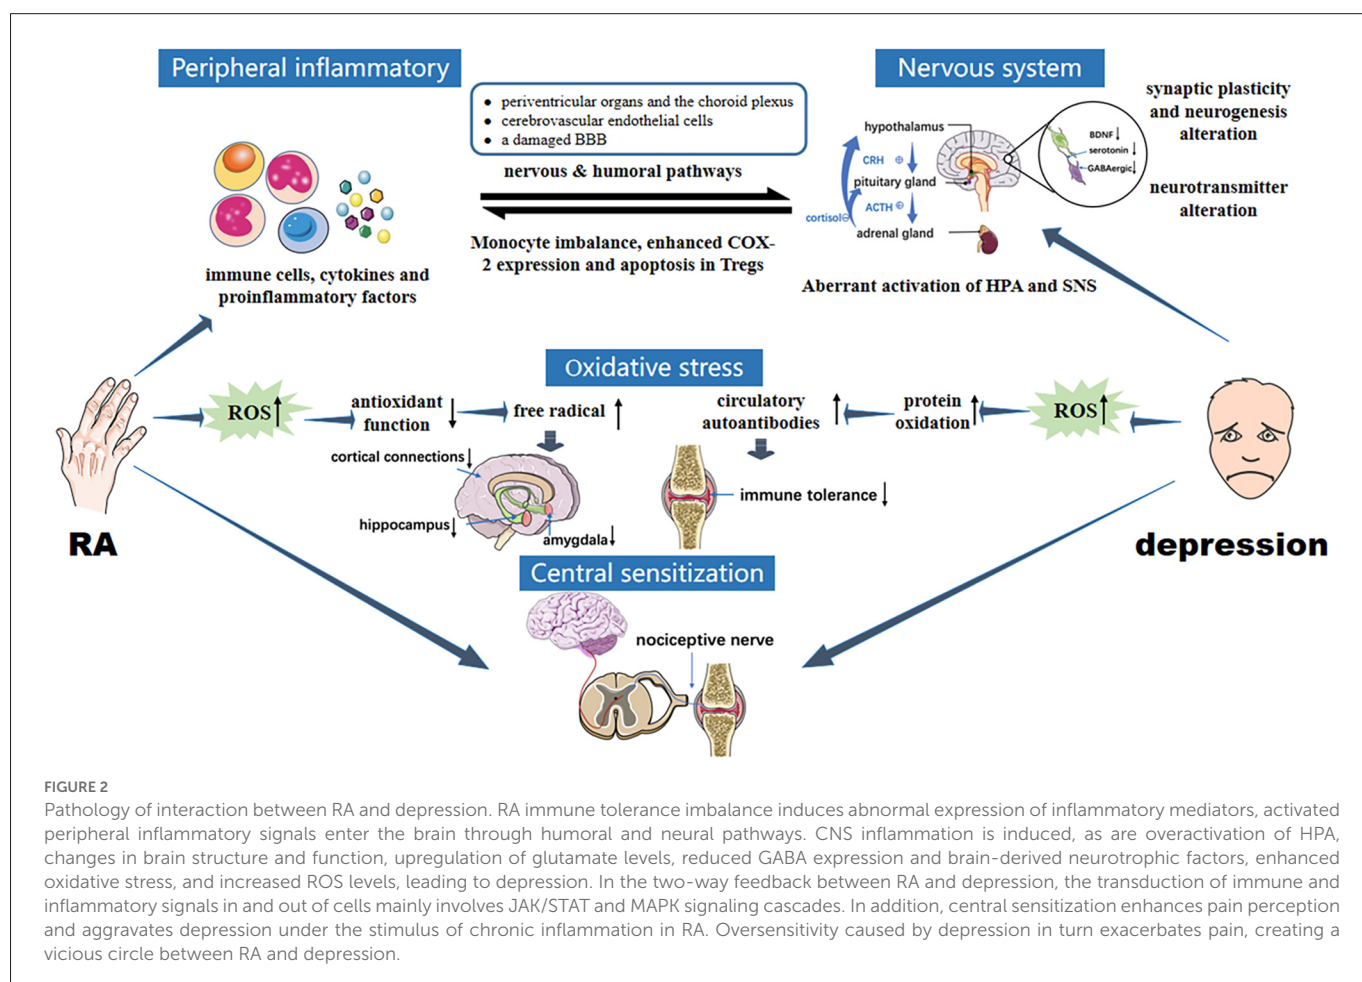 Peripheral inflammatory
Nervous system
• periventricular organs and the choroid plexus
• cerebrovascular endothelial cells
• a damaged BBB
nervous & humoral pathways
Monocyte imbalance, enhanced COX-
2 expression and apoptosis in Tregs
immune cells, cytokines and
proinflammatory factors
hypothalamus
CRH ⊕
pituitary gland
ACTH ⊕
cortisol⊖
adrenal gland
BDNF ↓
serotonin ↓
GABAergic ↓
synaptic plasticity
and neurogenesis
alteration
neurotransmitter
alteration
Aberrant activation of HPA and SNS
Oxidative stress
ROS ↑
antioxidant
function ↓
free radical ↑
circulatory
autoantibodies ↑
protein
oxidation ↑
ROS ↑
cortical connections ↓
hippocampus ↓
amygdala ↓
immune tolerance ↓
RA
depression
Central sensitization
nociceptive nerve
FIGURE 2
Pathology of interaction between RA and depression. RA immune tolerance imbalance induces abnormal expression of inflammatory mediators, activated
peripheral inflammatory signals enter the brain through humoral and neural pathways. CNS inflammation is induced, as are overactivation of HPA,
changes in brain structure and function, upregulation of glutamate levels, reduced GABA expression and brain-derived neurotrophic factors, enhanced
oxidative stress, and increased ROS levels, leading to depression. In the two-way feedback between RA and depression, the transduction of immune and
inflammatory signals in and out of cells mainly involves JAK/STAT and MAPK signaling cascades. In addition, central sensitization enhances pain perception
and aggravates depression under the stimulus of chronic inflammation in RA. Oversensitivity caused by depression in turn exacerbates pain, creating a
vicious circle between RA and depression.